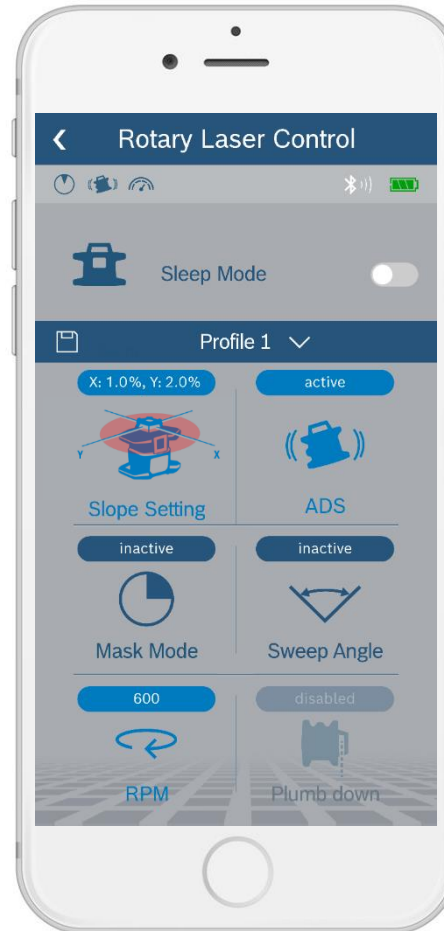 Rotary Laser Control
Sleep Mode
Profile 1
X: 1.0%, Y: 2.0%
active
Y
X
Slope Setting
ADS
inactive
inactive
Mask Mode
Sweep Angle
600
disabled
RPM
Plumb down